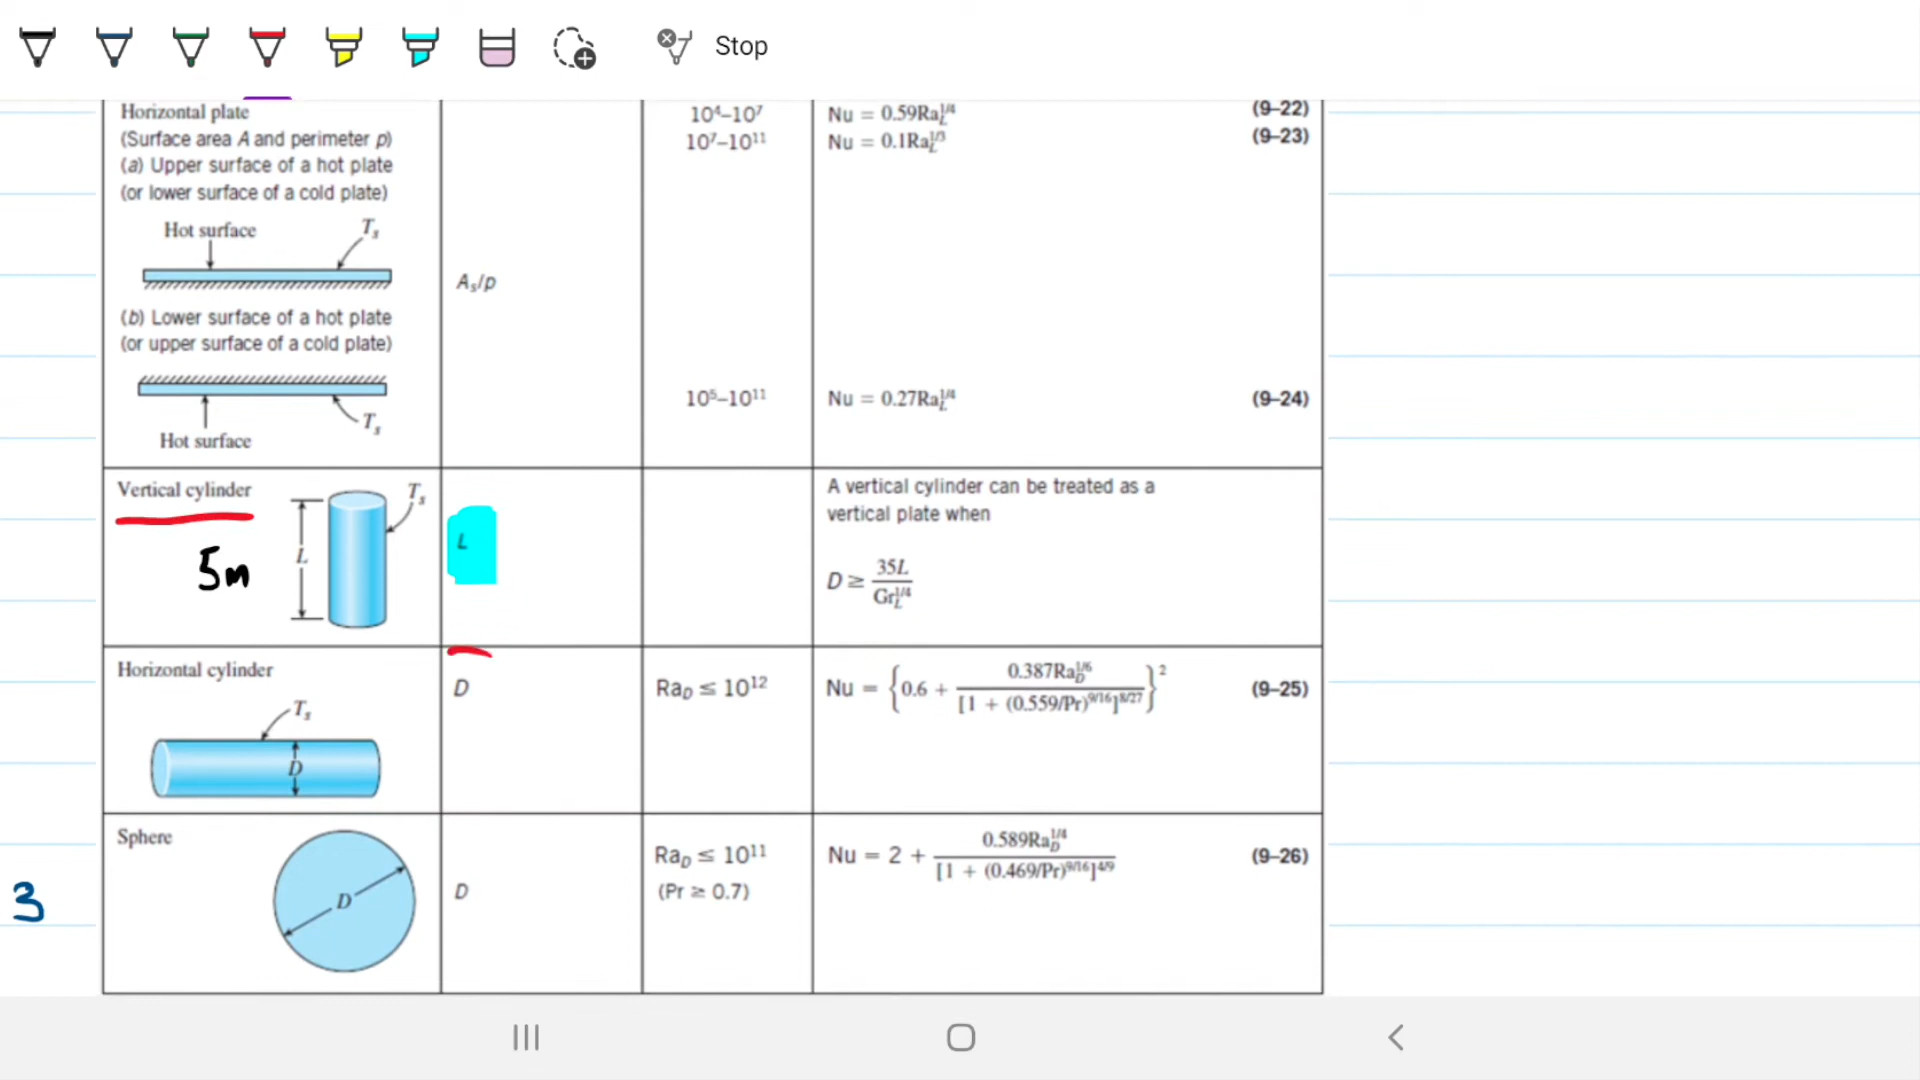 Stop
Horizontal plate
(Surface area A and perimeter p)
(a) Upper surface of a hot plate
(or lower surface of a cold plate)
Hot surface
Ts
(b) Lower surface of a hot plate
(or upper surface of a cold plate)
Hot surface
Ts
As/p
10⁴–10⁷
10⁷–10¹¹
10⁵–10¹¹
Nu = 0.59Ra_L^1/4 (9–22)
Nu = 0.1Ra_L^1/3 (9–23)
Nu = 0.27Ra_L^1/4 (9–24)
Vertical cylinder
Ts
L
5m
L
A vertical cylinder can be treated as a
vertical plate when
D ≥ 35L / Gr_L^1/4
Horizontal cylinder
Ts
D
D
Ra_D ≤ 10¹²
Nu = {0.6 + 0.387Ra_D^1/6 / [1 + (0.559/Pr)^9/16]^8/27}² (9–25)
Sphere
D
D
Ra_D ≤ 10¹¹
(Pr ≥ 0.7)
Nu = 2 + 0.589Ra_D^1/4 / [1 + (0.469/Pr)^9/16]^4/9 (9–26)
3